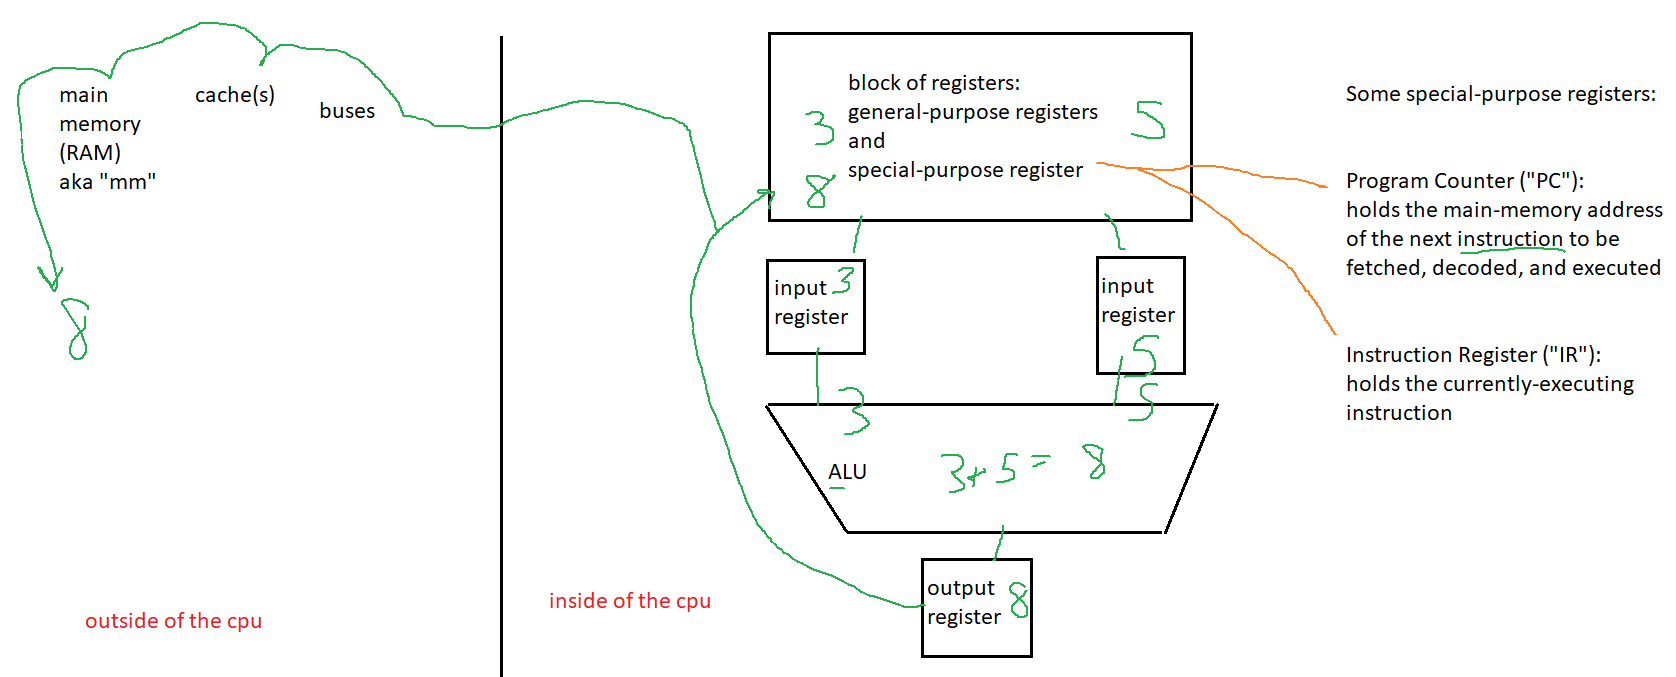 main
memory
(RAM)
aka "mm"
cache(s)
buses
8
outside of the cpu
inside of the cpu
block of registers:
general-purpose registers
and
special-purpose register
3
5
8
input 3
register
input
register
5
3
5
ALU
3+5= 8
output 8
register
Some special-purpose registers:
Program Counter ("PC"):
holds the main-memory address
of the next instruction to be
fetched, decoded, and executed
Instruction Register ("IR"):
holds the currently-executing
instruction